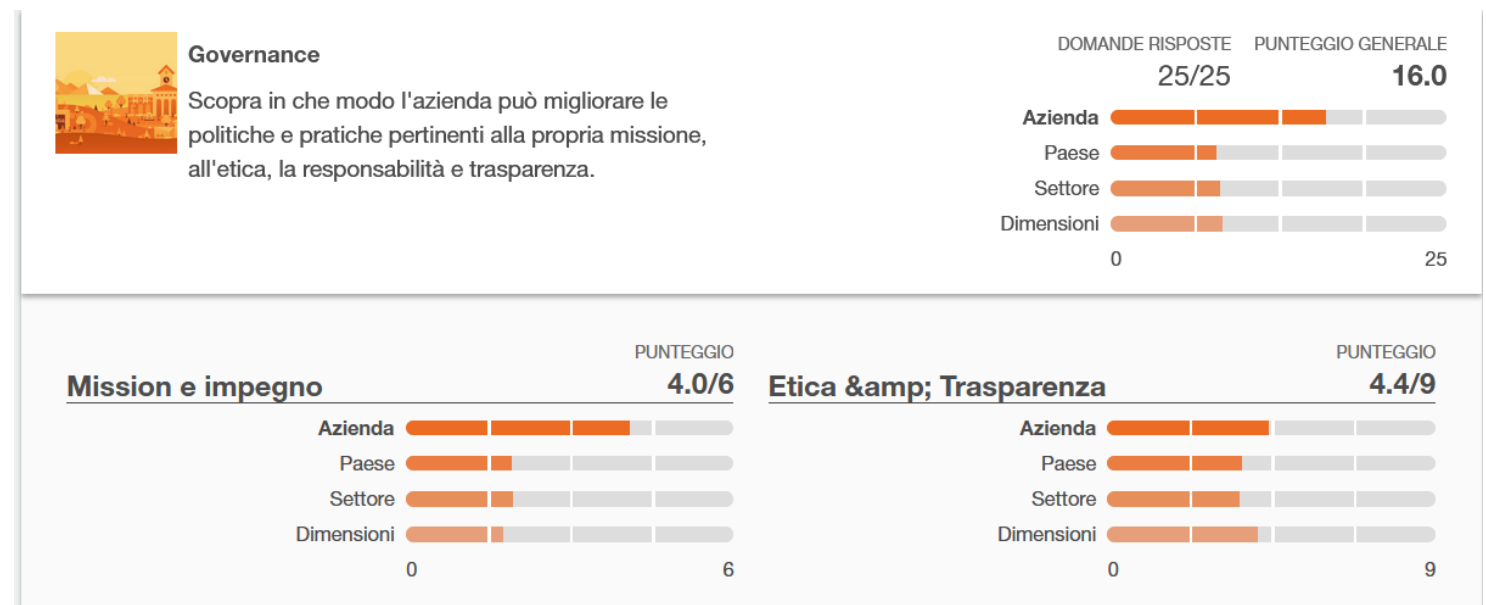 Governance
Scopra in che modo l'azienda può migliorare le
politiche e pratiche pertinenti alla propria missione,
all'etica, la responsabilità e trasparenza.
DOMANDE RISPOSTE PUNTEGGIO GENERALE
25/25 16.0
Azienda
Paese
Settore
Dimensioni
0 25
PUNTEGGIO
Mission e impegno 4.0/6
Azienda
Paese
Settore
Dimensioni
0 6
PUNTEGGIO
Etica &amp; Trasparenza 4.4/9
Azienda
Paese
Settore
Dimensioni
0 9